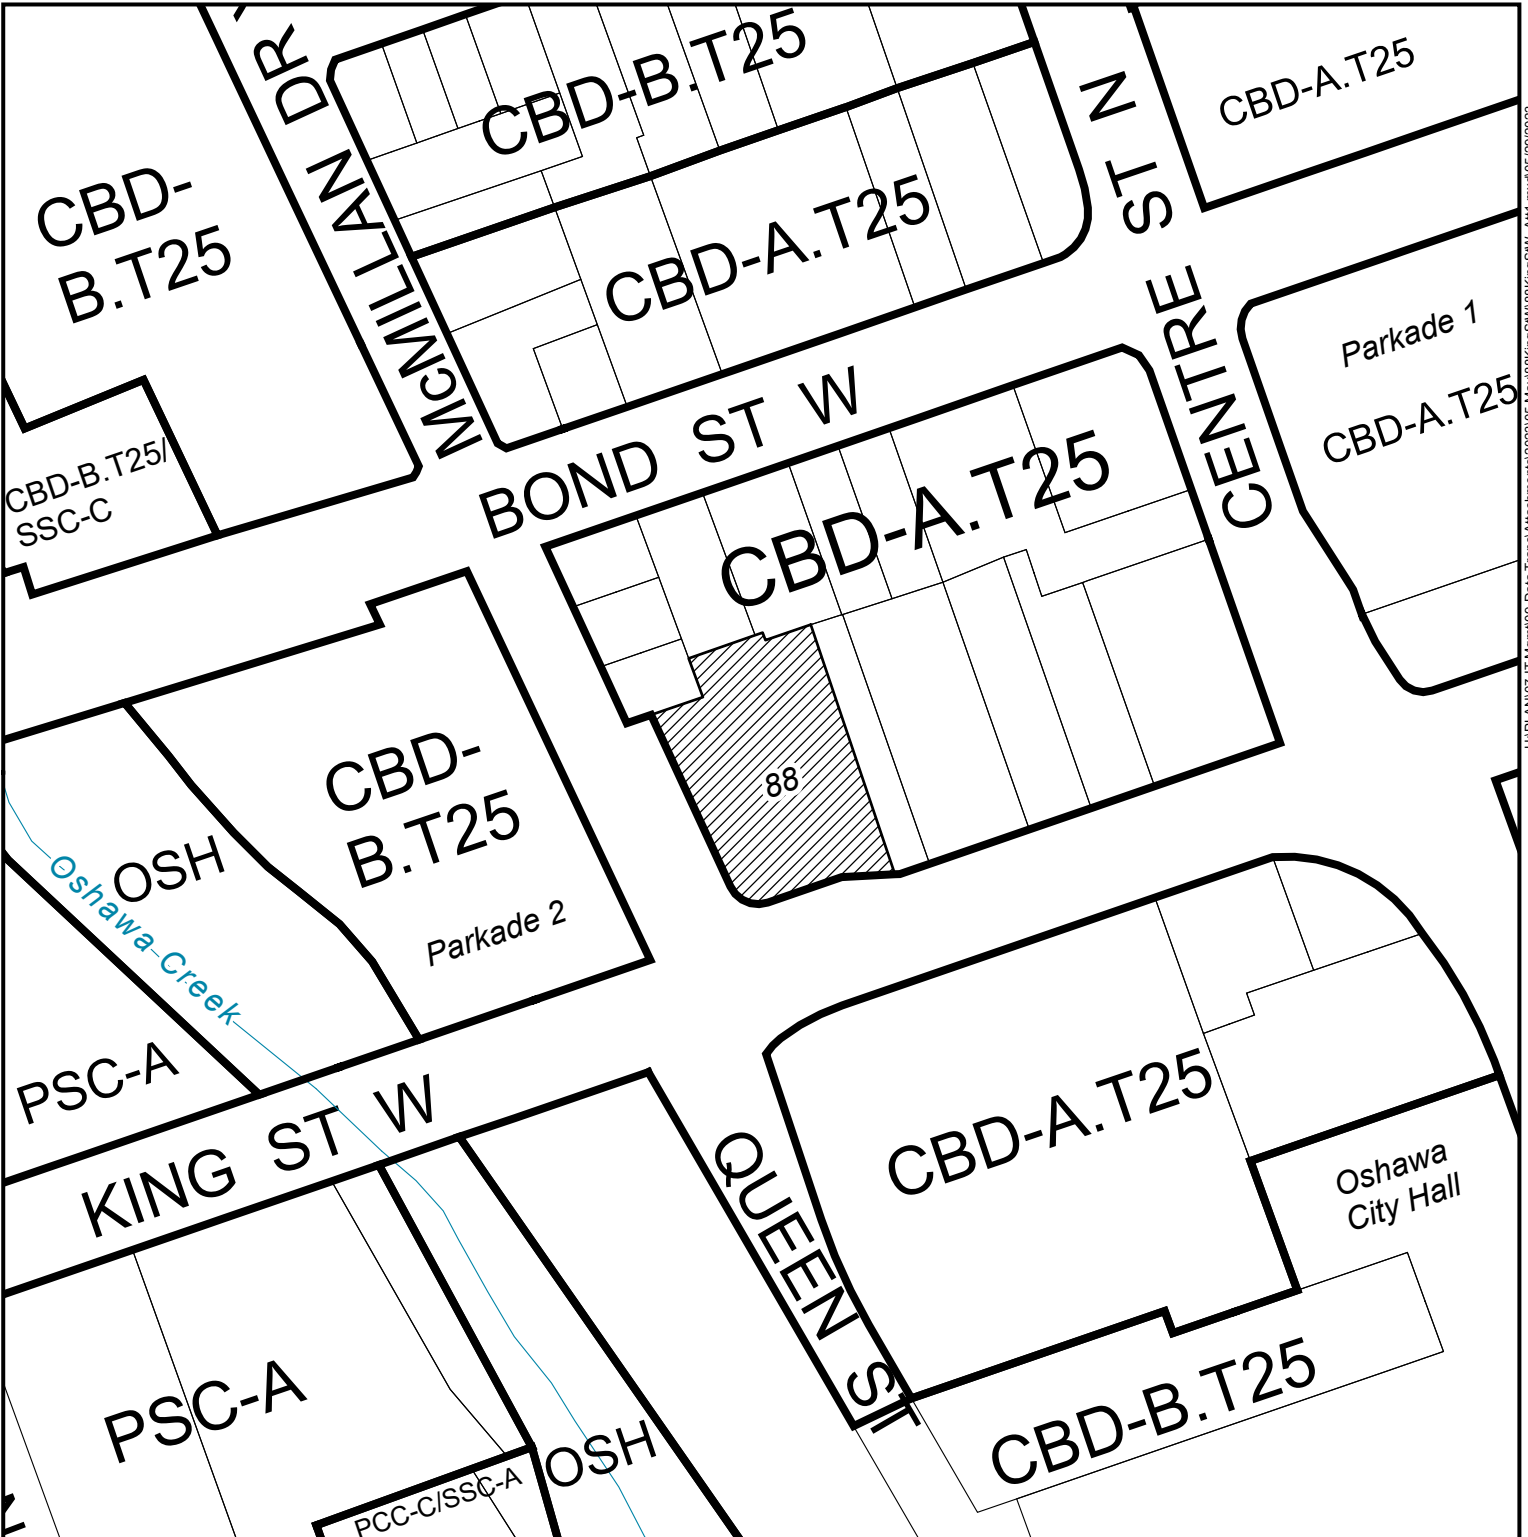 McMILLAN DR
CBD-B.T25
CBD-A.T25
CBD-
B.T25
CBD-A.T25
CENTRE ST N
Parkade 1
CBD-A.T25
CBD-B.T25/
SSC-C
BOND ST W
CBD-A.T25
88
CBD-
B.T25
Parkade 2
OSH
Oshawa Creek
PSC-A
KING ST W
QUEEN ST
CBD-A.T25
Oshawa
City Hall
PSC-A
CBD-B.T25
OSH
PCC-C/SSC-A